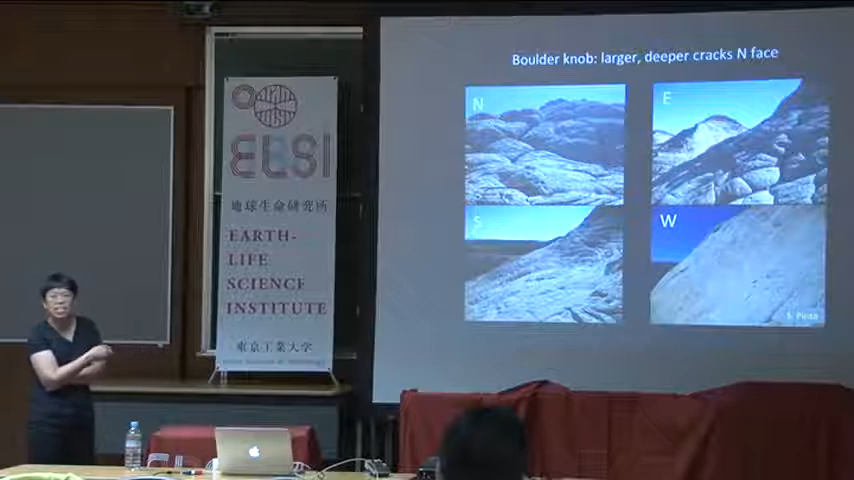 ELSI
地球生命研究所
EARTH-
LIFE
SCIENCE
INSTITUTE
東京工業大学
Boulder knob: larger, deeper cracks N face
N
E
S
W